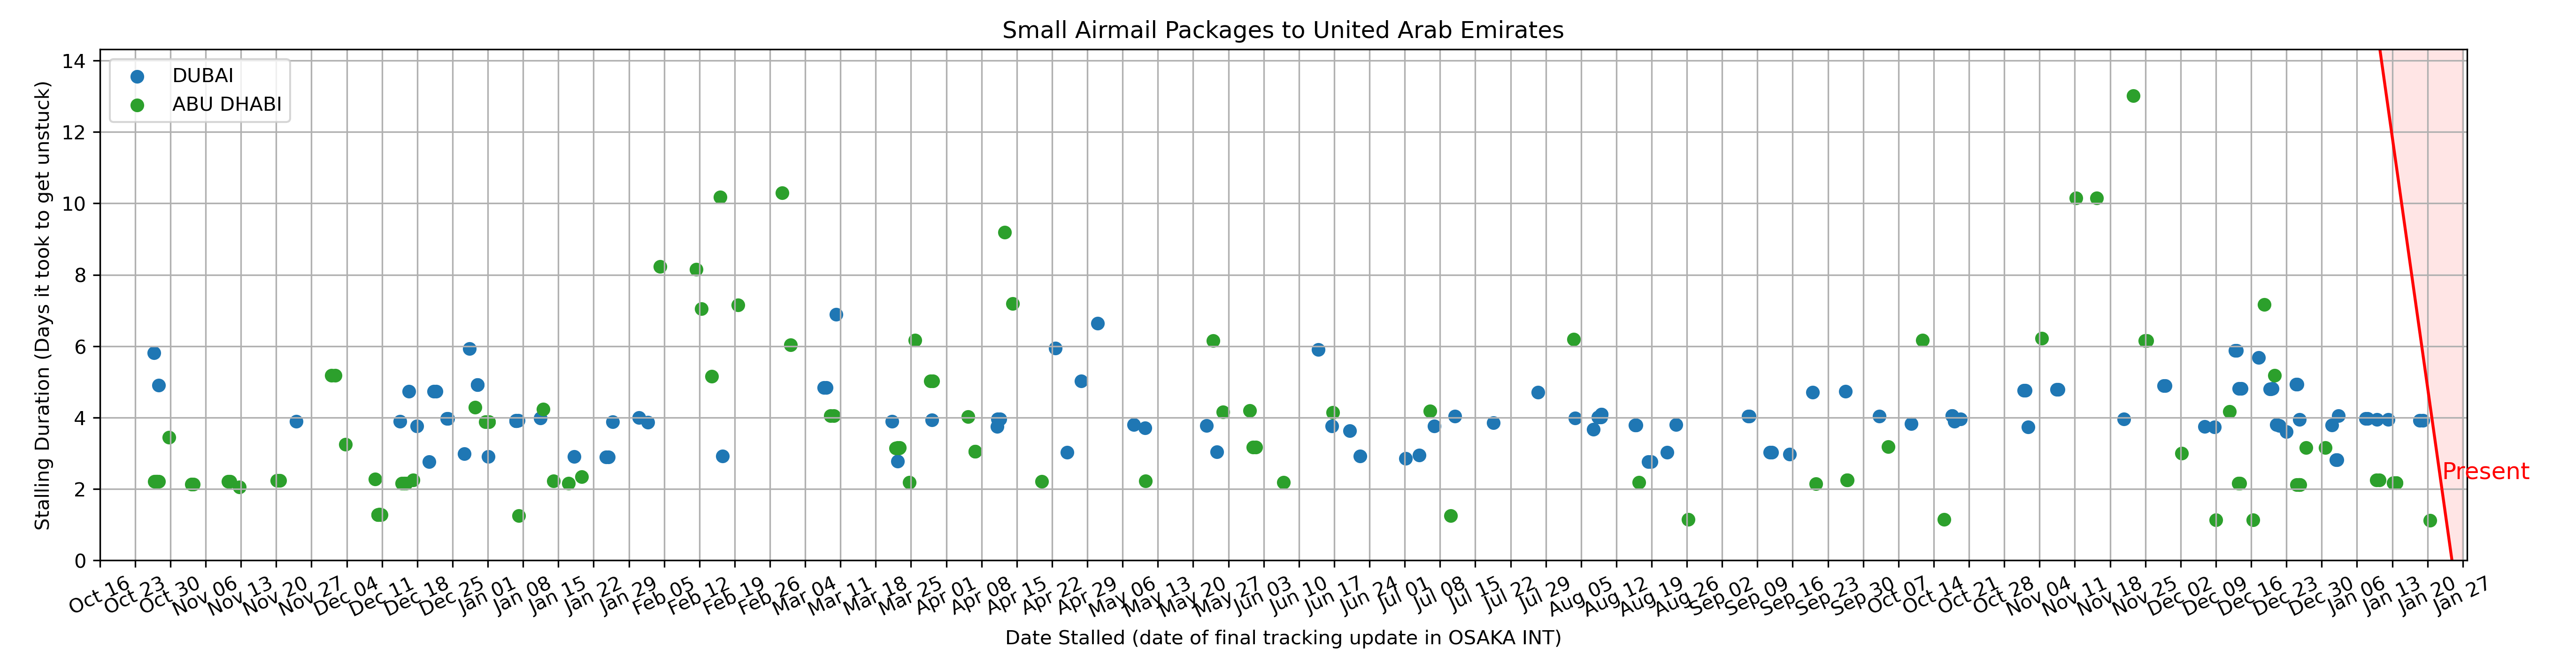 Small Airmail Packages to United Arab Emirates
DUBAI
ABU DHABI
Stalling Duration (Days it took to get unstuck)
14
12
10
8
6
4
2
0
Present
Oct 16
Oct 23
Oct 30
Nov 06
Nov 13
Nov 20
Nov 27
Dec 04
Dec 11
Dec 18
Dec 25
Jan 01
Jan 08
Jan 15
Jan 22
Jan 29
Feb 05
Feb 12
Feb 19
Feb 26
Mar 04
Mar 11
Mar 18
Mar 25
Apr 01
Apr 08
Apr 15
Apr 22
Apr 29
May 06
May 13
May 20
May 27
Jun 03
Jun 10
Jun 17
Jun 24
Jul 01
Jul 08
Jul 15
Jul 22
Jul 29
Aug 05
Aug 12
Aug 19
Aug 26
Sep 02
Sep 09
Sep 16
Sep 23
Sep 30
Oct 07
Oct 14
Oct 21
Oct 28
Nov 04
Nov 11
Nov 18
Nov 25
Dec 02
Dec 09
Dec 16
Dec 23
Dec 30
Jan 06
Jan 13
Jan 20
Jan 27
Date Stalled (date of final tracking update in OSAKA INT)